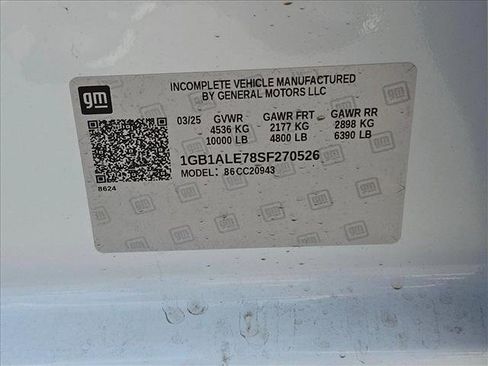 gm
INCOMPLETE VEHICLE MANUFACTURED
BY GENERAL MOTORS LLC
03/25 GVWR GAWR FRT GAWR RR
4536 KG 2177 KG 2898 KG
10000 LB 4800 LB 6390 LB
1GB1ALE78SF270526
MODEL: 86CC20943
8624